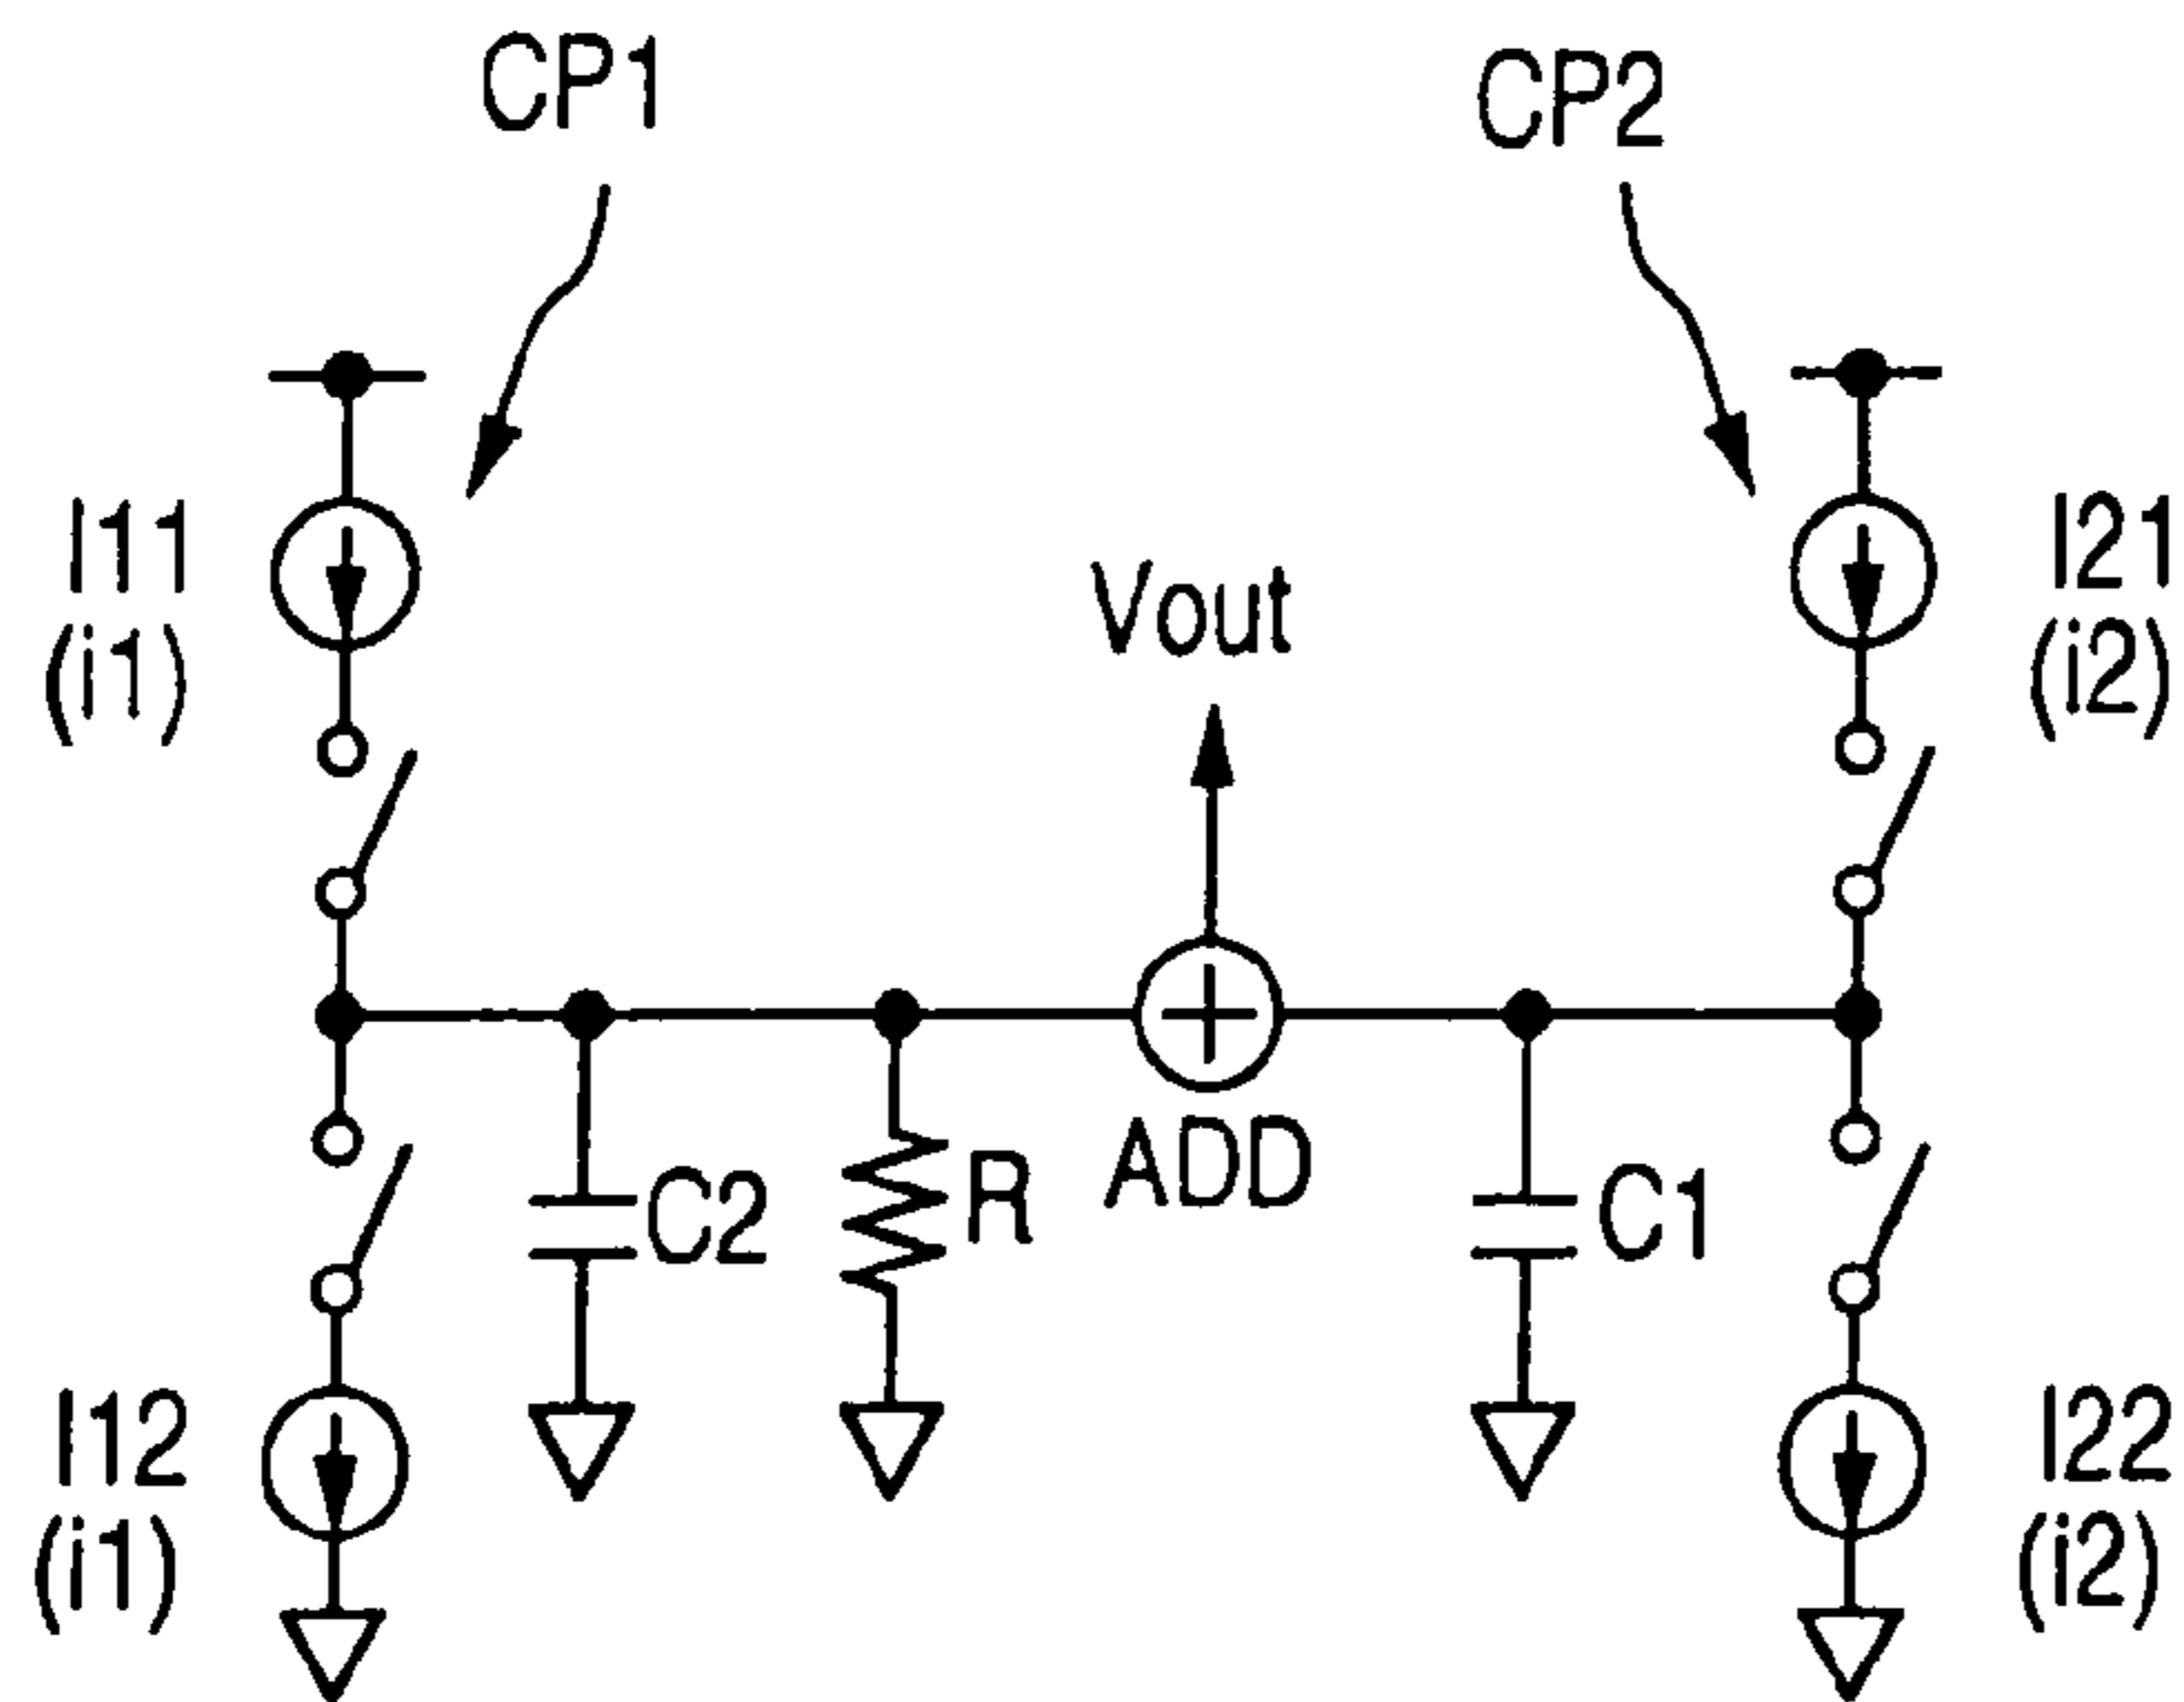 CP1
CP2
I11
(i1)
I21
(i2)
Vout
ADD
C2
R
C1
I12
(i1)
I22
(i2)